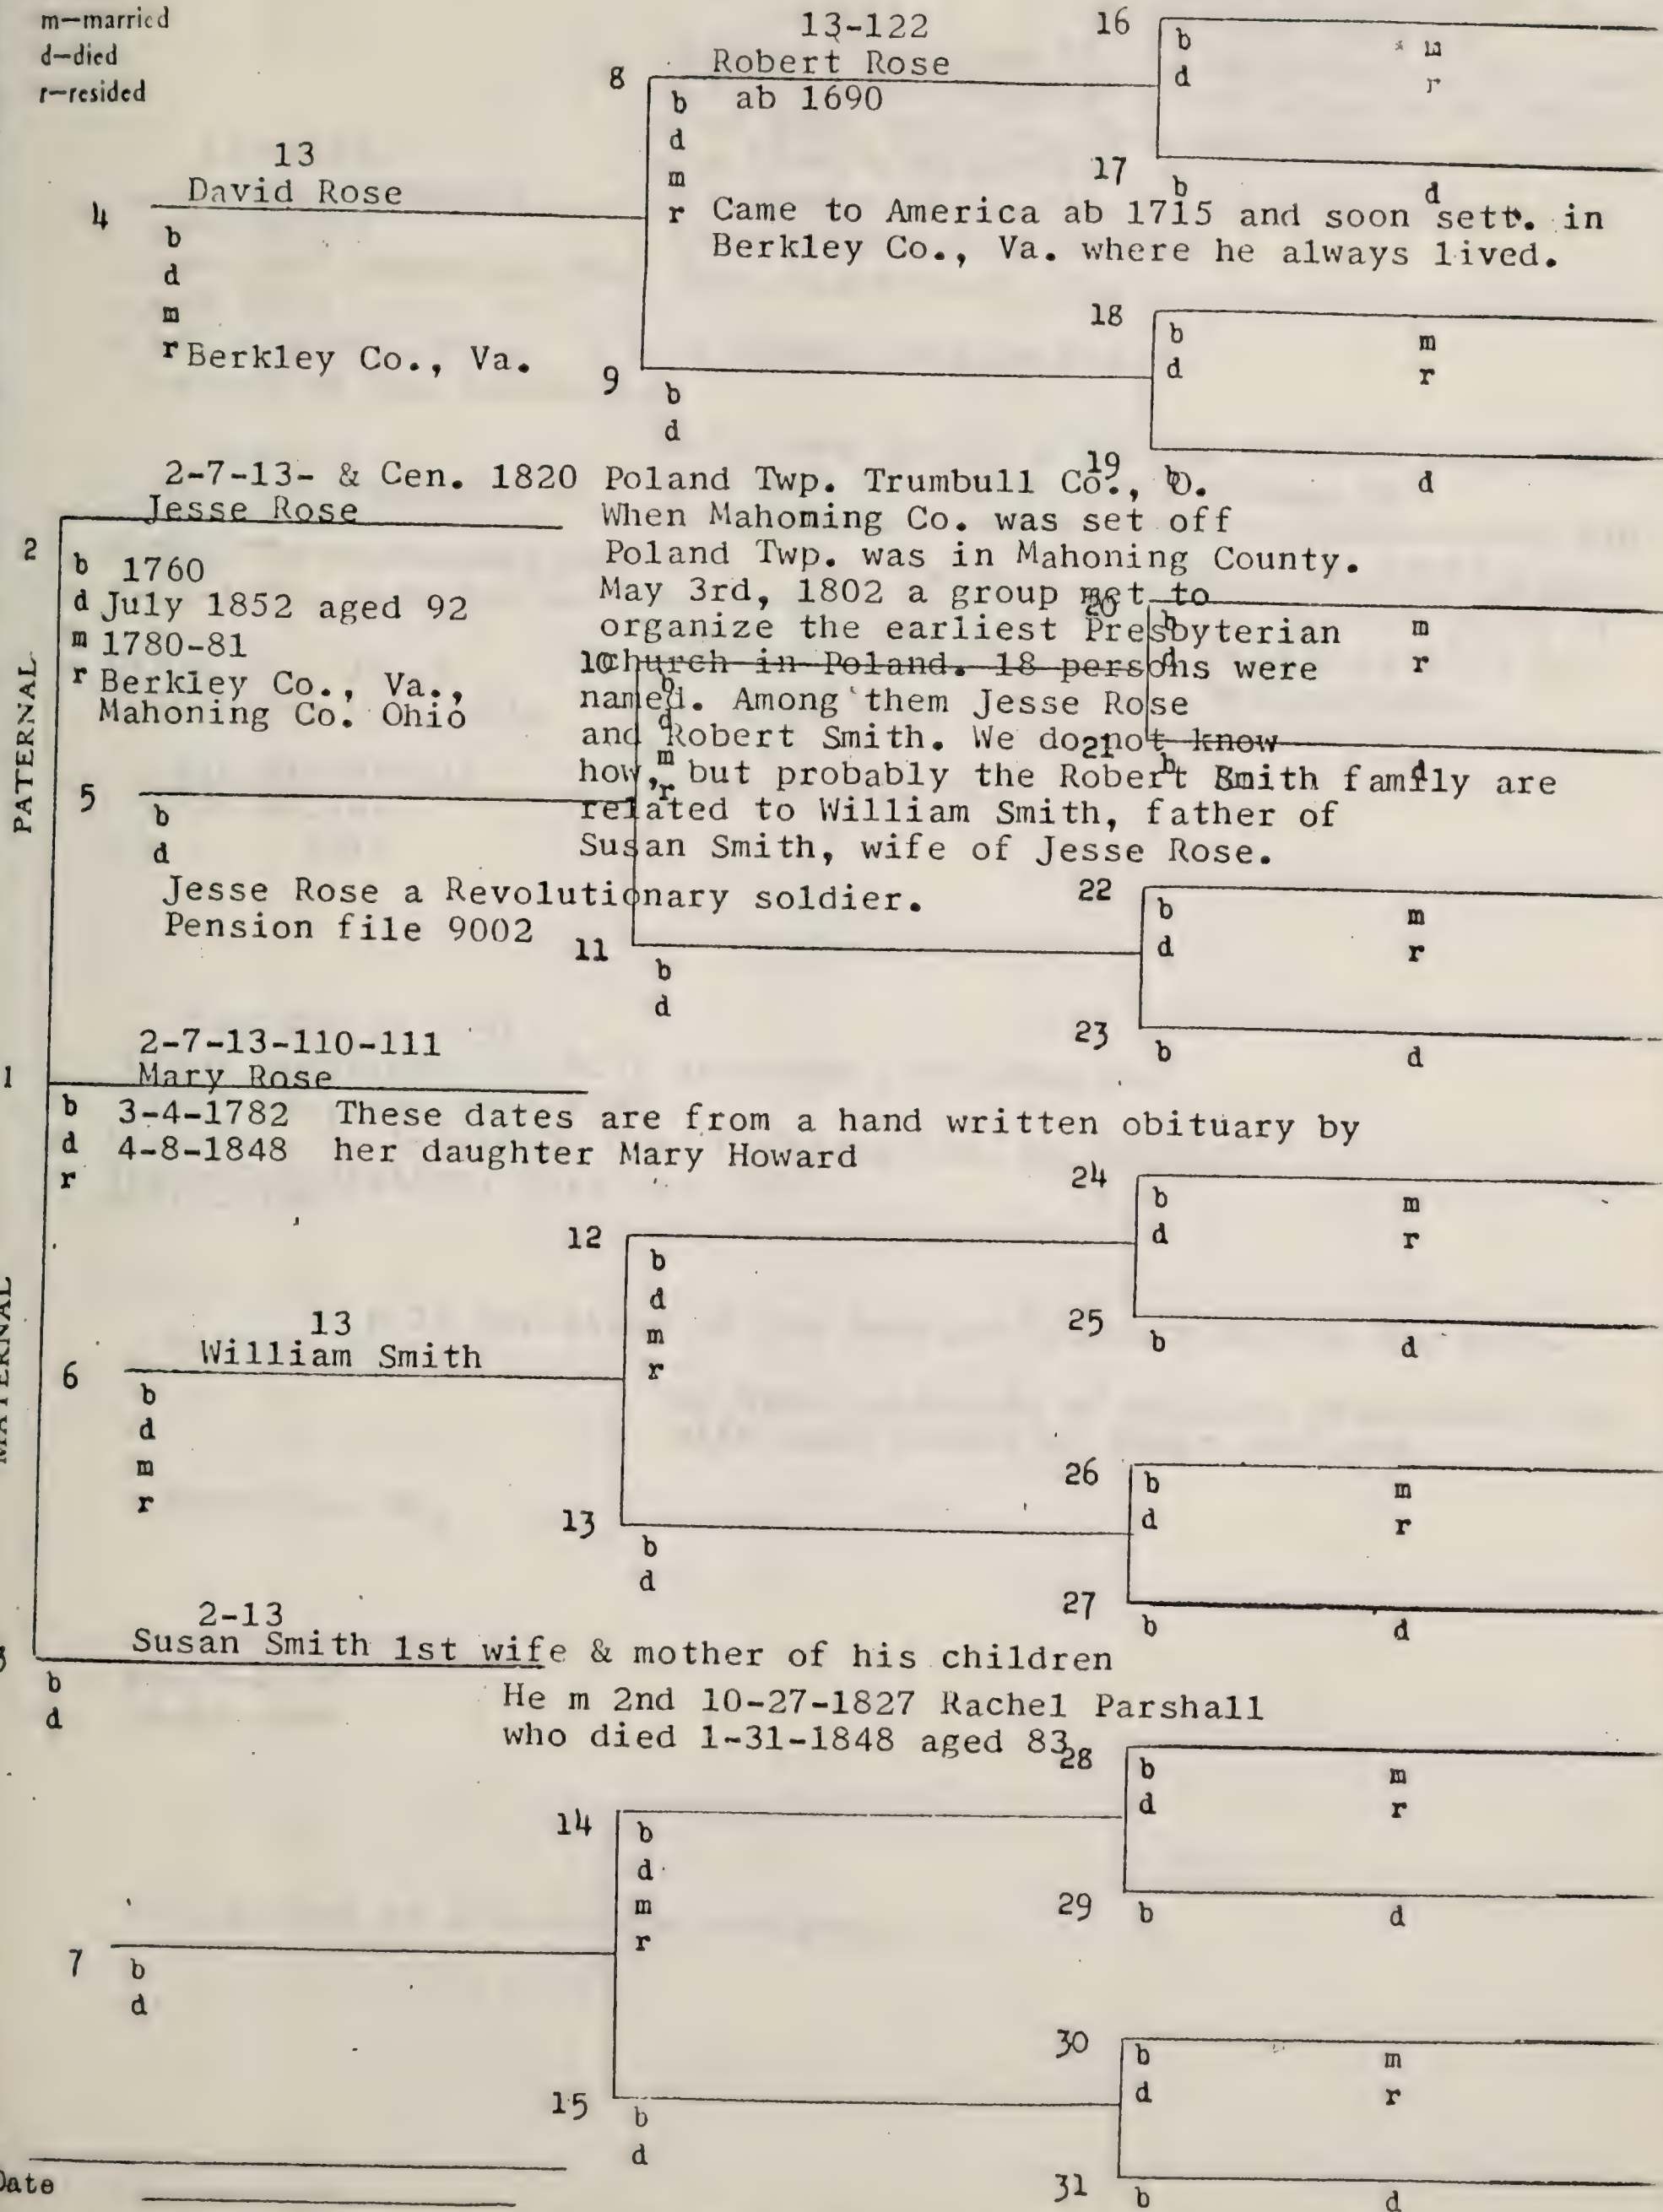 m—married
d—died
r—resided
13-122
8 Robert Rose
b ab 1690
d
m
r Came to America ab 1715 and soon sett. in
Berkley Co., Va. where he always lived.
16
b m
d r
17
b d
13
4 David Rose
b
d
m
r Berkley Co., Va.
9
b
d
18
b m
d r
19
b d
2-7-13- & Cen. 1820 Poland Twp. Trumbull Co., O.
2 Jesse Rose
b 1760
d July 1852 aged 92
m 1780-81
r Berkley Co., Va.,
Mahoning Co. Ohio
When Mahoming Co. was set off
Poland Twp. was in Mahoning County.
May 3rd, 1802 a group met to
organize the earliest Presbyterian
church in Poland. 18 persons were
named. Among them Jesse Rose
and Robert Smith. We do not know
how, but probably the Robert Smith family are
related to William Smith, father of
Susan Smith, wife of Jesse Rose.
20
b m
d r
10
b
d
m
r
21
b d
PATERNAL
5
b
d
Jesse Rose a Revolutionary soldier.
Pension file 9002
11
b
d
22
b m
d r
23
b d
2-7-13-110-111
1 Mary Rose
b 3-4-1782 These dates are from a hand written obituary by
d 4-8-1848 her daughter Mary Howard
r
24
b m
d r
12
b
d
m
r
25
b d
MATERNAL
13
6 William Smith
b
d
m
r
26
b m
d r
13
b
d
27
b d
2-13
3 Susan Smith 1st wife & mother of his children
b
d
He m 2nd 10-27-1827 Rachel Parshall
who died 1-31-1848 aged 83
28
b m
d r
14
b
d
m
r
29
b d
7
b
d
30
b m
d r
15
b
d
31
b d
Date